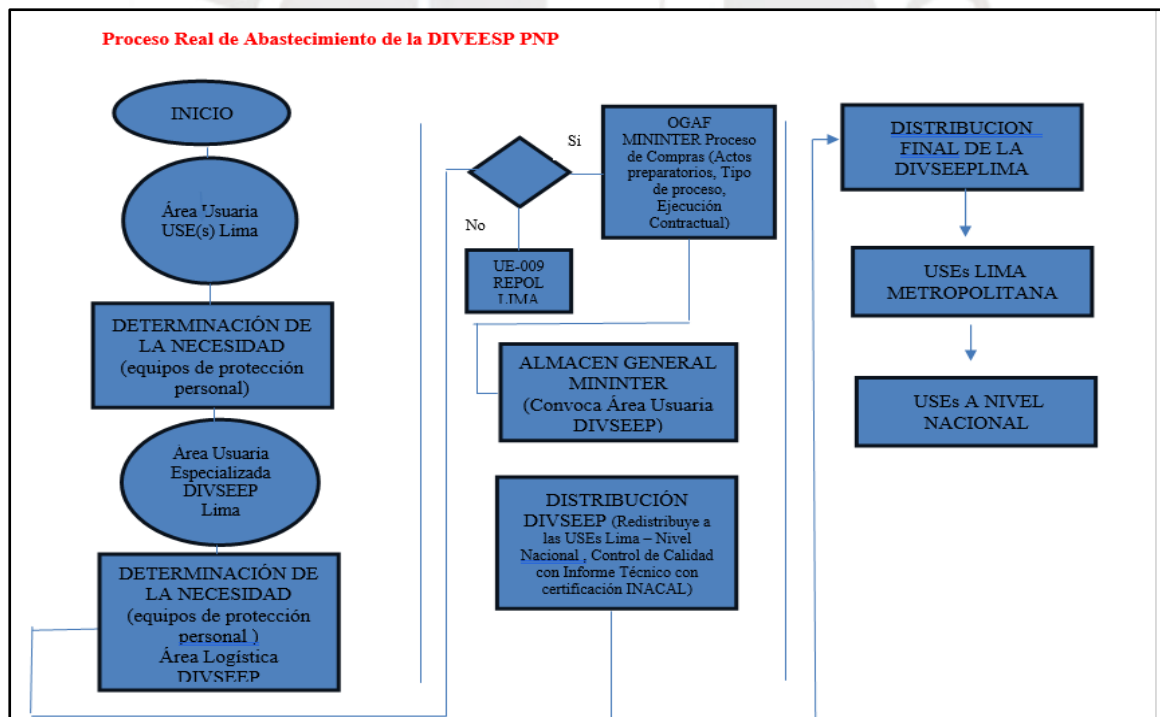 Proceso Real de Abastecimiento de la DIVEESP PNP
INICIO
Área Usuaria
USE(s) Lima
DETERMINACIÓN DE
LA NECESIDAD
(equipos de protección
personal)
Área Usuaria
Especializada
DIVSEEP
Lima
DETERMINACIÓN DE
LA NECESIDAD
(equipos de protección
personal )
Área Logística
DIVSEEP
Si
No
OGAF
MININTER Proceso
de Compras (Actos
preparatorios, Tipo
de proceso,
Ejecución
Contractual)
UE-009
REPOL
LIMA
ALMACEN GENERAL
MININTER
(Convoca Área Usuaria
DIVSEEP)
DISTRIBUCIÓN
DIVSEEP (Redistribuye a
las USEs Lima – Nivel
Nacional , Control de Calidad
con Informe Técnico con
certificación INACAL)
DISTRIBUCION
FINAL DE LA
DIVSEEPLIMA
USEs LIMA
METROPOLITANA
USEs A NIVEL
NACIONAL